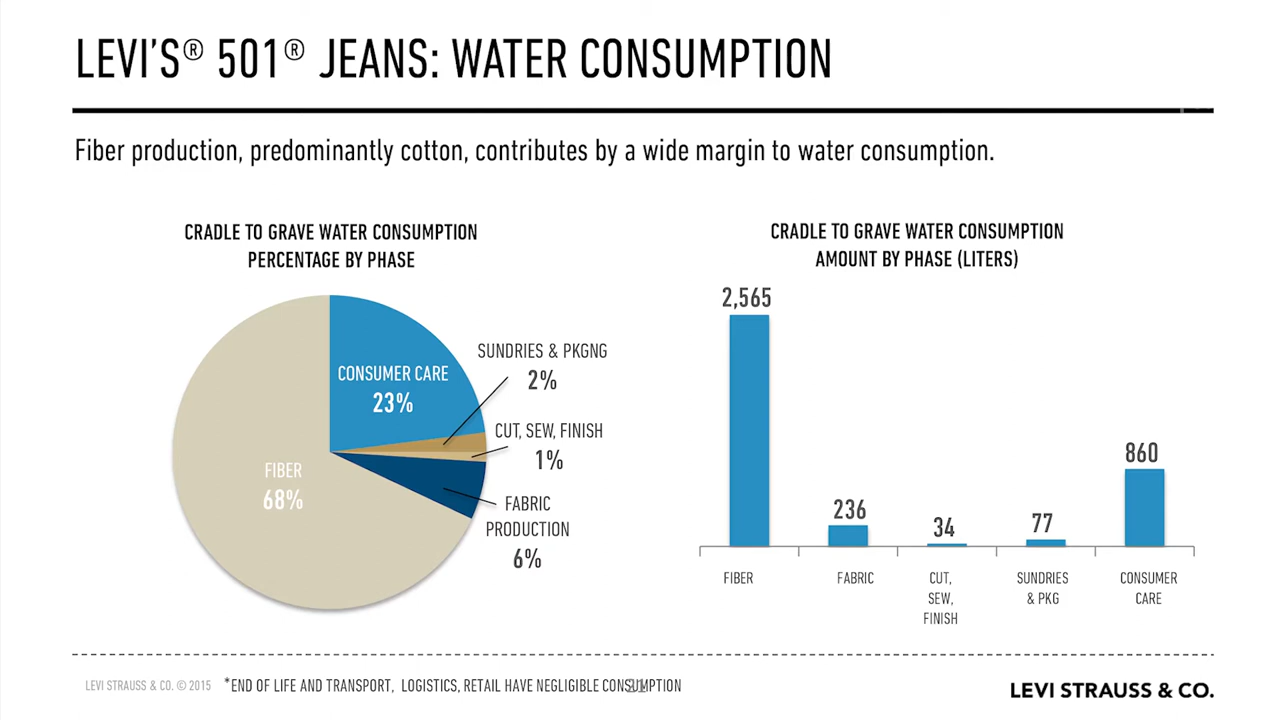 LEVI'S® 501® JEANS: WATER CONSUMPTION
Fiber production, predominantly cotton, contributes by a wide margin to water consumption.
CRADLE TO GRAVE WATER CONSUMPTION
PERCENTAGE BY PHASE
CONSUMER CARE
23%
SUNDRIES & PKGNG
2%
CUT, SEW, FINISH
1%
FIBER
68%
FABRIC
PRODUCTION
6%
CRADLE TO GRAVE WATER CONSUMPTION
AMOUNT BY PHASE (LITERS)
2,565
236
34
77
860
FIBER
FABRIC
CUT,
SEW,
FINISH
SUNDRIES
& PKG
CONSUMER
CARE
LEVI STRAUSS & CO. © 2015
*END OF LIFE AND TRANSPORT, LOGISTICS, RETAIL HAVE NEGLIGIBLE CONSUMPTION
LEVI STRAUSS & CO.